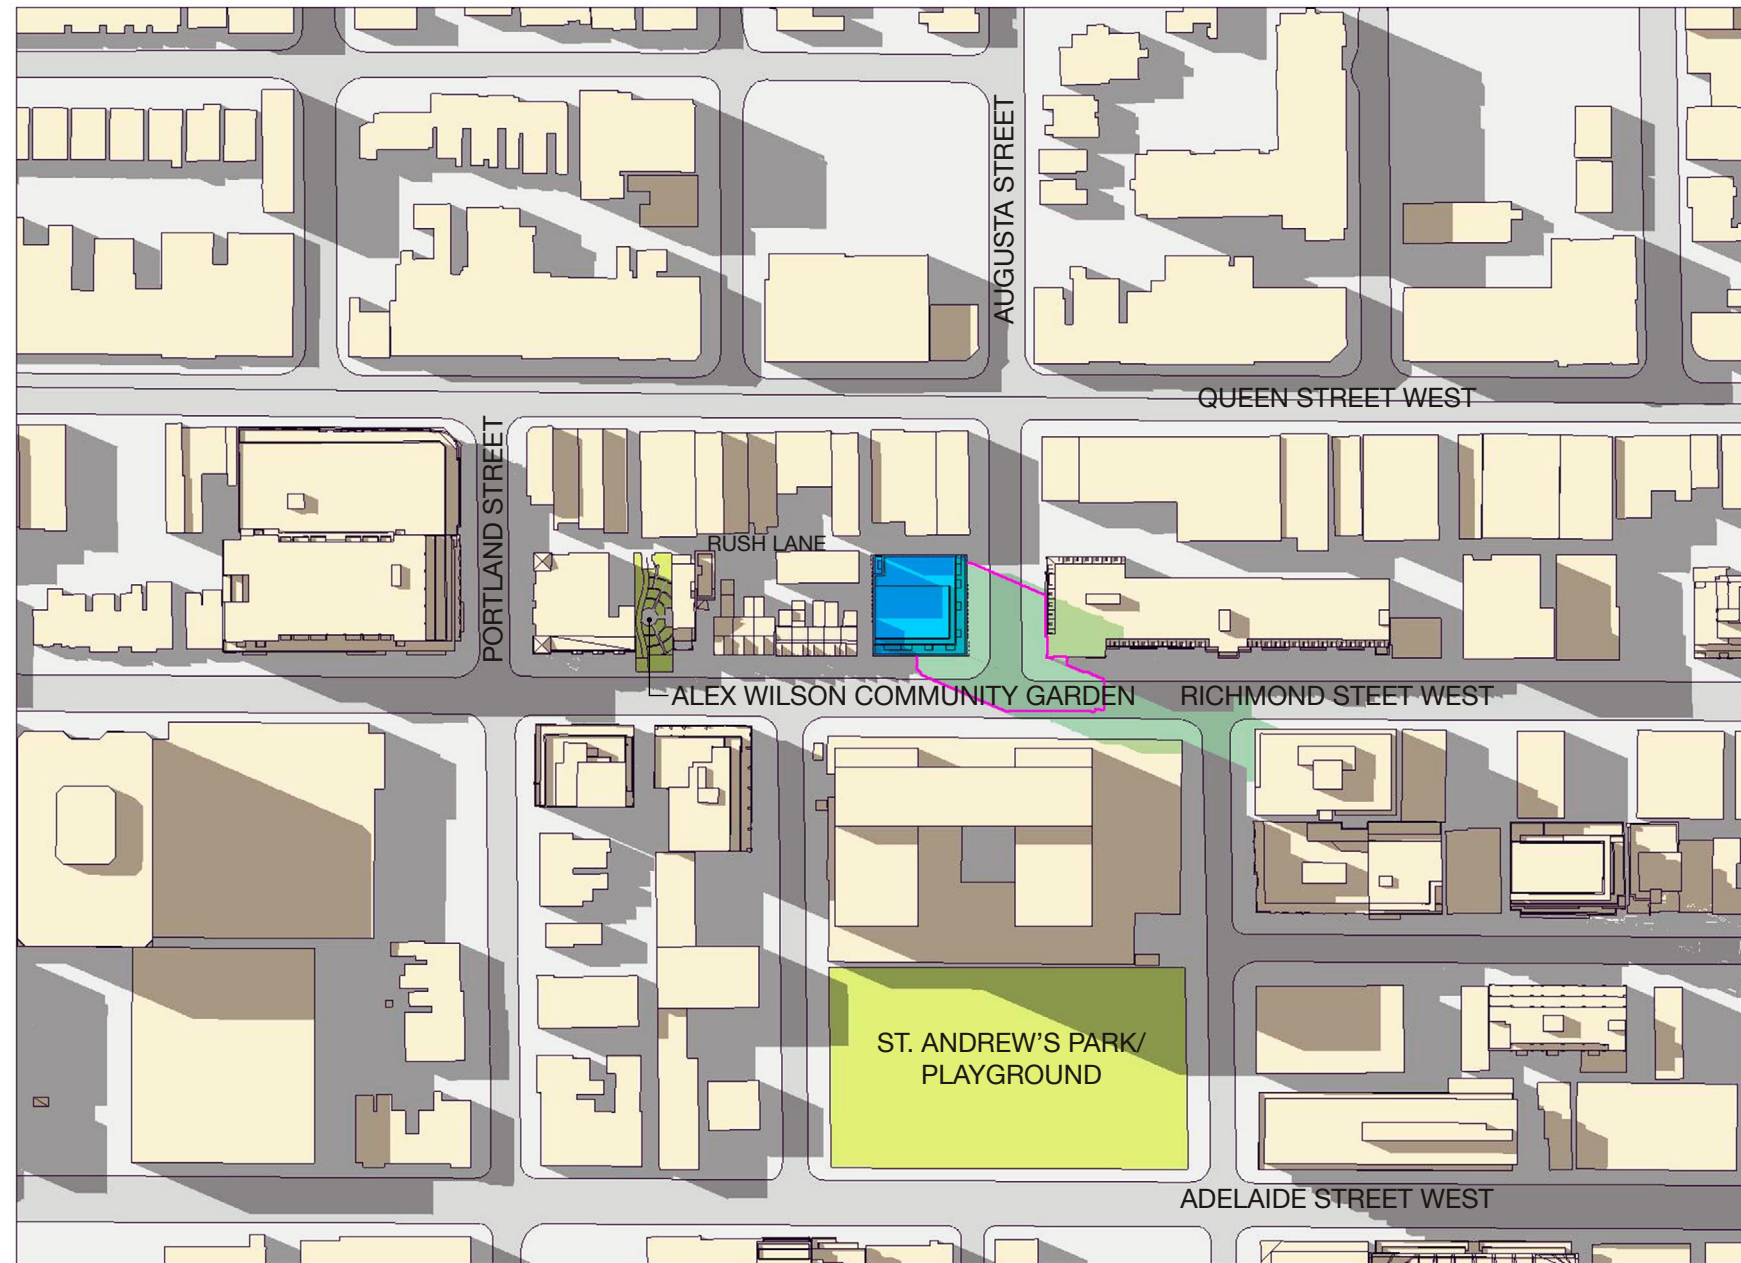 AUGUSTA STREET
QUEEN STREET WEST
PORTLAND STREET
RUSH LANE
ALEX WILSON COMMUNITY GARDEN
RICHMOND STEET WEST
ST. ANDREW'S PARK/
PLAYGROUND
ADELAIDE STREET WEST